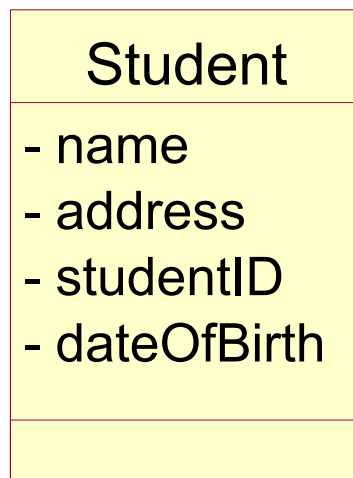 Student
- name
- address
- studentID
- dateOfBirth